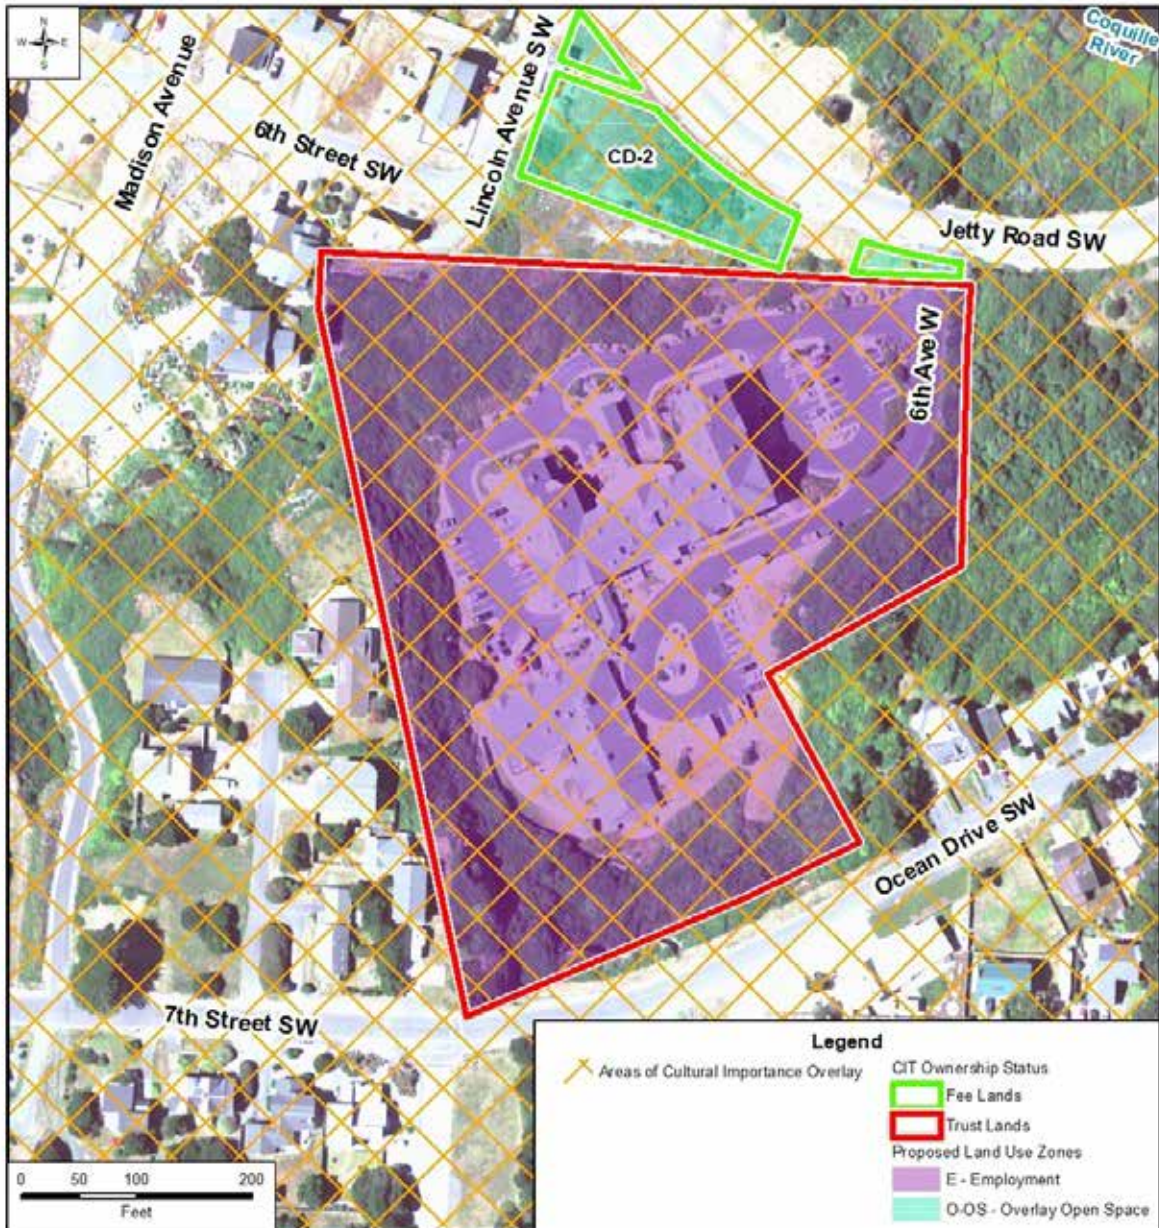 N
W E
S
Coquille
River
Madison Avenue
6th Street SW
Lincoln Avenue SW
CD-2
Jetty Road SW
6th Ave W
Ocean Drive SW
7th Street SW
Legend
Areas of Cultural Importance Overlay
CIT Ownership Status
Fee Lands
Trust Lands
Proposed Land Use Zones
E - Employment
O-OS - Overlay Open Space
0 50 100 200
Feet